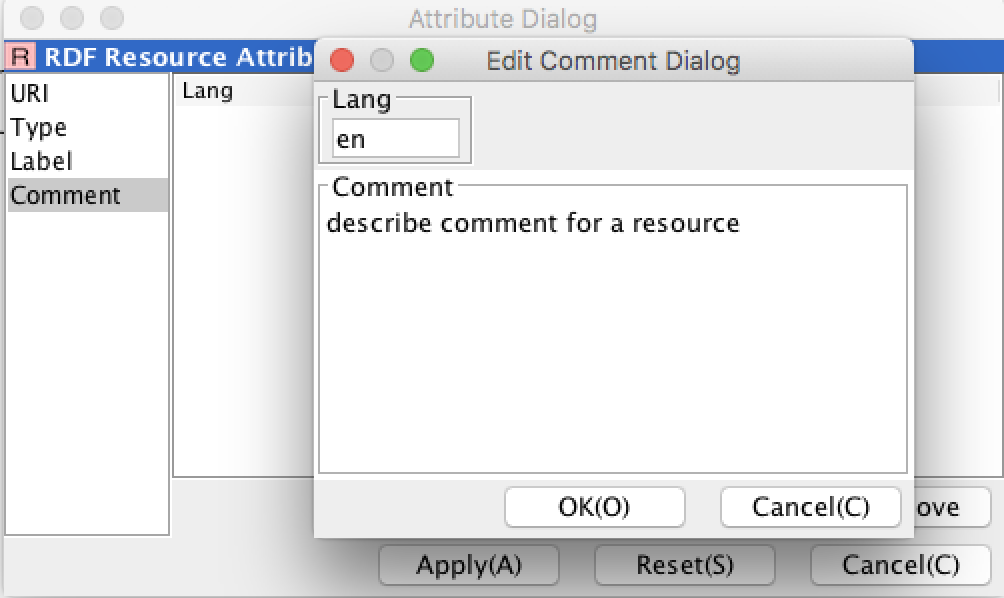 Attribute Dialog
R RDF Resource Attrib
URI
Type
Label
Comment
Lang
Edit Comment Dialog
Lang
en
Comment
describe comment for a resource
OK(O)
Cancel(C)
ove
Apply(A)
Reset(S)
Cancel(C)